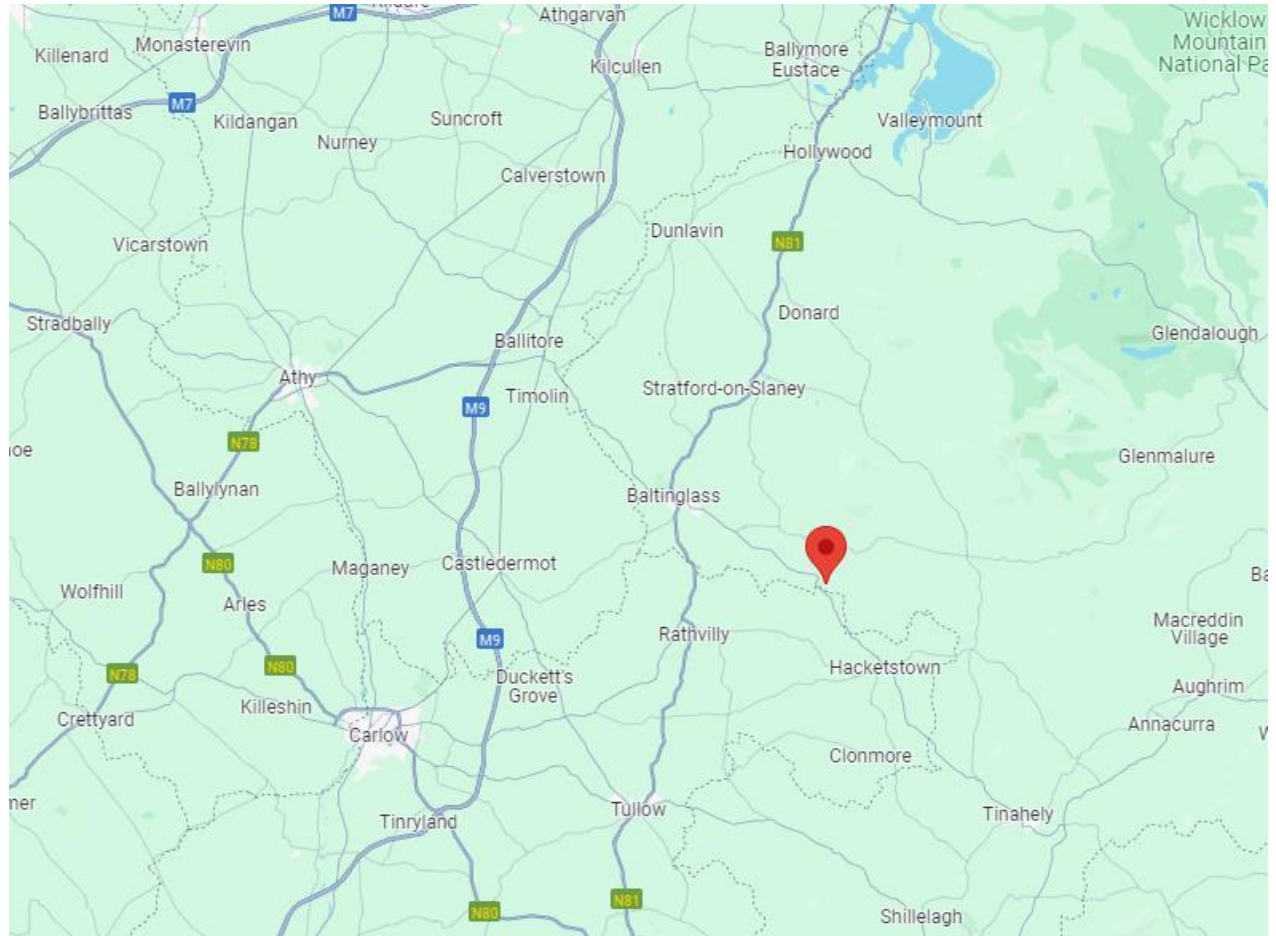 M7
Athgarvan
Wicklow
Mountain
National Pa
Killenard
Monasterevin
Ballymore
Eustace
Kilcullen
Ballybrittas
M7
Kildangan
Suncroft
Valleymount
Nurney
Hollywood
Calverstown
Vicarstown
Dunlavin
N81
Donard
Stradbally
Ballitore
Glendalough
Athy
Timolin
Stratford-on-Slaney
M9
N78
oe
Glenmalure
Ballylynan
Baltinglass
N80
Maganey
Castledermot
Wolfhill
Arles
Ba
Macreddin
Village
M9
Rathvilly
N78
N80
Duckett's
Grove
Hacketstown
Aughrim
Killeshin
Crettyard
Carlow
Annacurra
W
Clonmore
mer
Tinryland
Tullow
Tinahely
N80
N81
Shillelagh